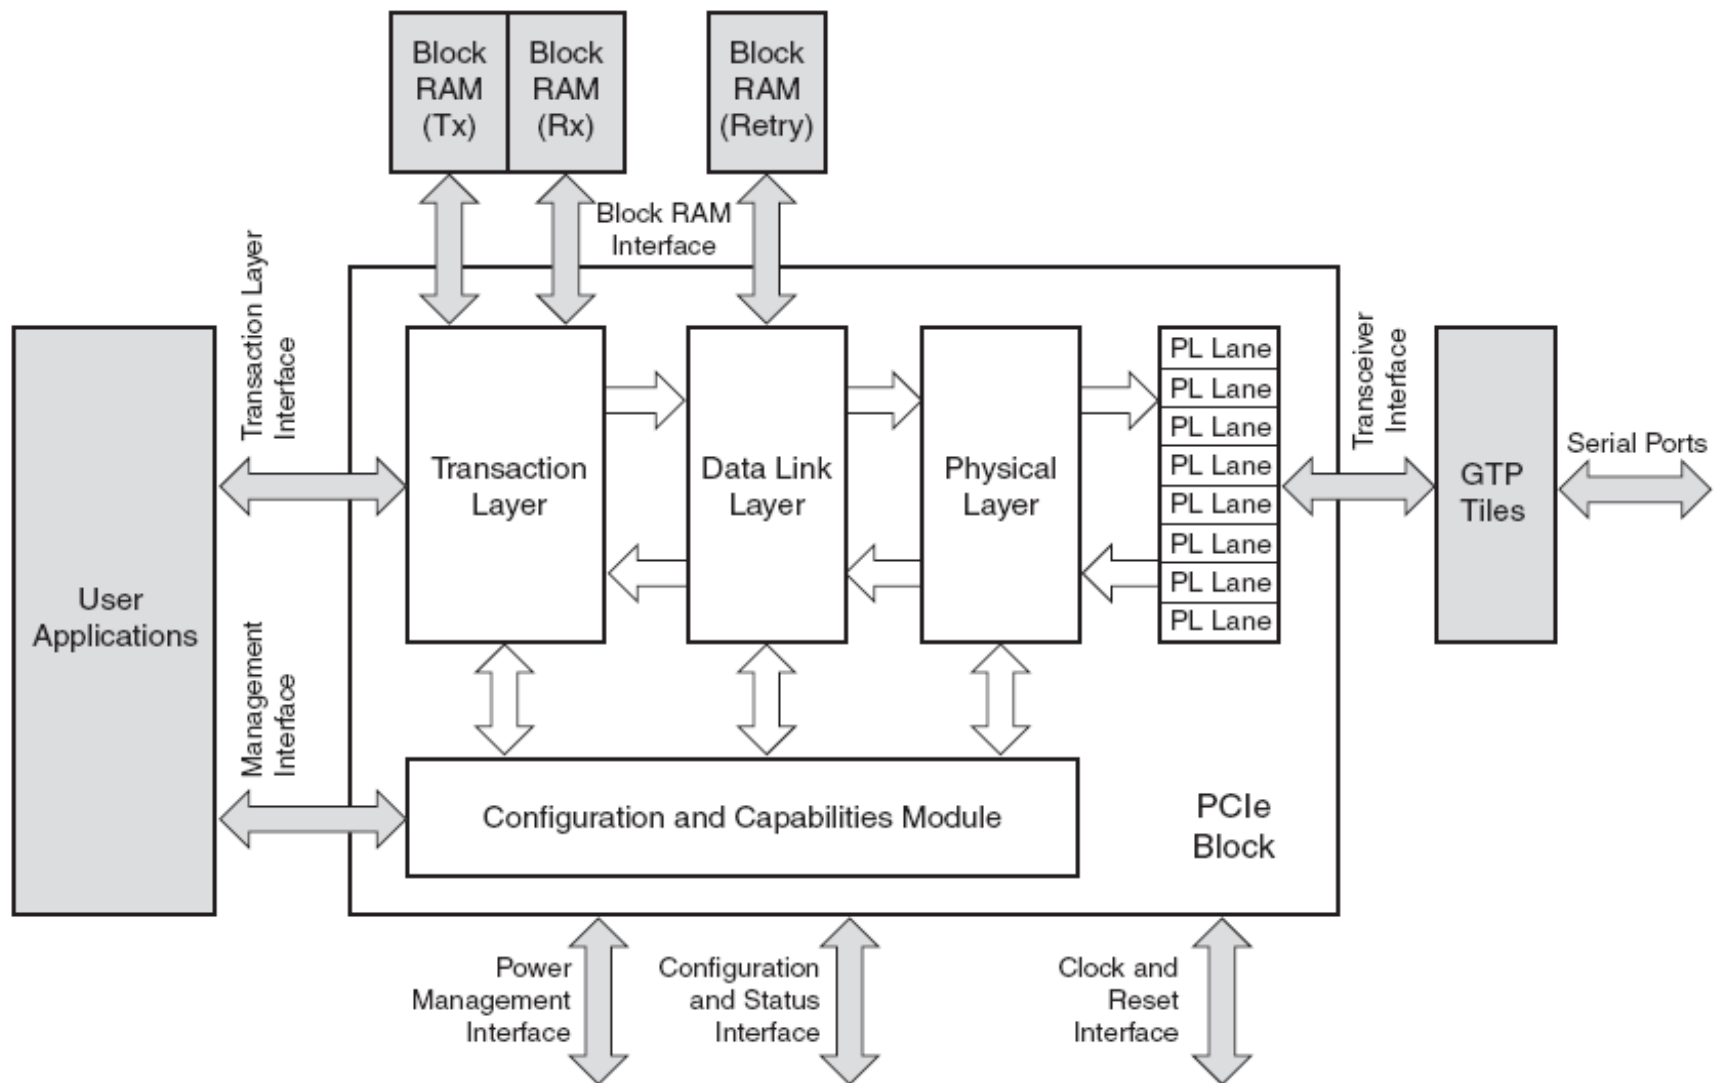 Block
RAM
(Tx)
Block
RAM
(Rx)
Block
RAM
(Retry)
Block RAM
Interface
Transaction Layer
Interface
Transceiver
Interface
Serial Ports
User
Applications
Transaction
Layer
Data Link
Layer
Physical
Layer
PL Lane
PL Lane
PL Lane
PL Lane
PL Lane
PL Lane
PL Lane
PL Lane
GTP
Tiles
Management
Interface
Configuration and Capabilities Module
PCIe
Block
Power
Management
Interface
Configuration
and Status
Interface
Clock and
Reset
Interface